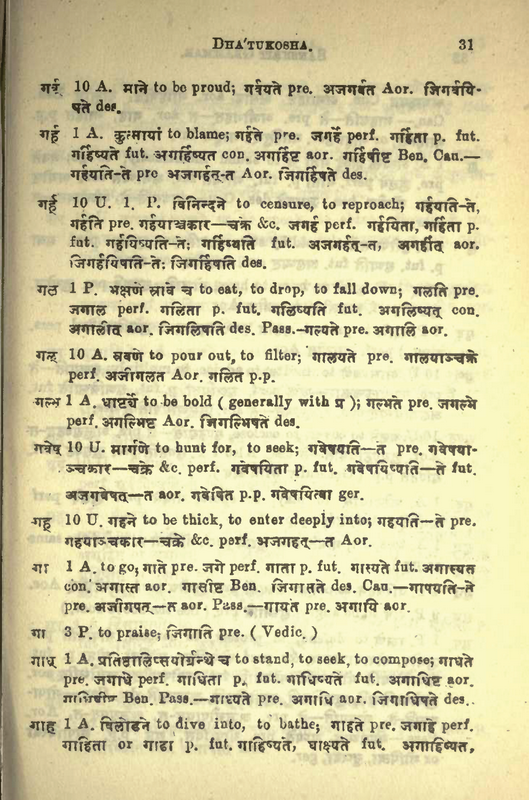 DHA'TUKOSHA. 31
गर्व् 10 A. माने to be proud; गर्वयते pre. अजगर्वत Aor. जिगर्वयि-
षते des.
गर्ह् 1 A. कुत्सायां to blame; गर्हते pre. जगर्हे perf. गर्हिता p. fut.
गर्हिष्यते fut. अगर्हिष्यत con. अगर्हिष्ट aor. गर्हिषीष्ट Ben. Cau.—
गर्हयति-ते pre अजगर्हत्-त Aor. जिगर्हिषते des.
गर्ह् 10 U. 1. P. विनिन्दने to censure, to reproach; गर्हयति-ते,
गर्हति pre. गर्हयाञ्चकार—चक्रे &c. जगर्ह perf. गर्हयिता, गर्हिता p.
fut. गर्हयिष्यति-ते; गर्हिष्यति fut. अजगर्हत्-त, अगर्हीत् aor.
जिगर्हयिषति-ते; जिगर्हिषति des.
गल् 1 P. भक्षणे स्रावे च to eat, to drop, to fall down; गलति pre.
जगाल perf. गलिता p. fut. गलिष्यति fut. अगलिष्यत् con.
अगालीत् aor. जिगलिषति des. Pass.—गल्यते pre. अगालि aor.
गल् 10 A. स्रवणे to pour out, to filter; गालयते pre. गालयाञ्चक्रे
perf. अजीगलत Aor. गलित p.p.
गल्भ् 1 A. धार्ष्ट्ये to be bold ( generally with प्र ); गल्भते pre. जगल्भे
perf. अगल्भिष्ट Aor. जिगल्भिषते des.
गवेष् 10 U. मार्गणे to hunt for, to seek; गवेषयति—ते pre. गवेषया-
ञ्चकार—चक्रे &c. perf. गवेषयिता p. fut. गवेषयिष्यति—ते fut.
अजगवेषत्—त aor. गवेषित p.p. गवेषयित्वा ger.
गह् 10 U. गहने to be thick, to enter deeply into; गहयति—ते pre.
गहयाञ्चकार—चक्रे &c. perf. अजगहत्—त Aor.
गा 1 A. to go; गाते pre. जगे perf. गाता p. fut. गास्यते fut. अगास्यत
con. अगास्त aor. गासीष्ट Ben. जिगासते des. Cau.—गापयति—ते
pre. अजीगपत्—त aor. Pass.—गायते pre. अगायि aor.
गा 3 P. to praise; जिगाति pre. ( Vedic. )
गाध् 1 A. प्रतिष्ठालिप्सयोर्ग्रन्थे च to stand, to seek, to compose; गाधते
pre. जगाधे perf. गाधिता p. fut. गाधिष्यते fut. अगाधिष्ट aor.
गाधिषीष्ट Ben. Pass.—गाध्यते pre. अगाधि aor. जिगाधिषते des.
गाह् 1 A. विलोडने to dive into, to bathe; गाहते pre. जगाहे perf.
गाहिता or गाढा p. fut. गाहिष्यते, घाक्ष्यते fut. अगाहिष्यत,